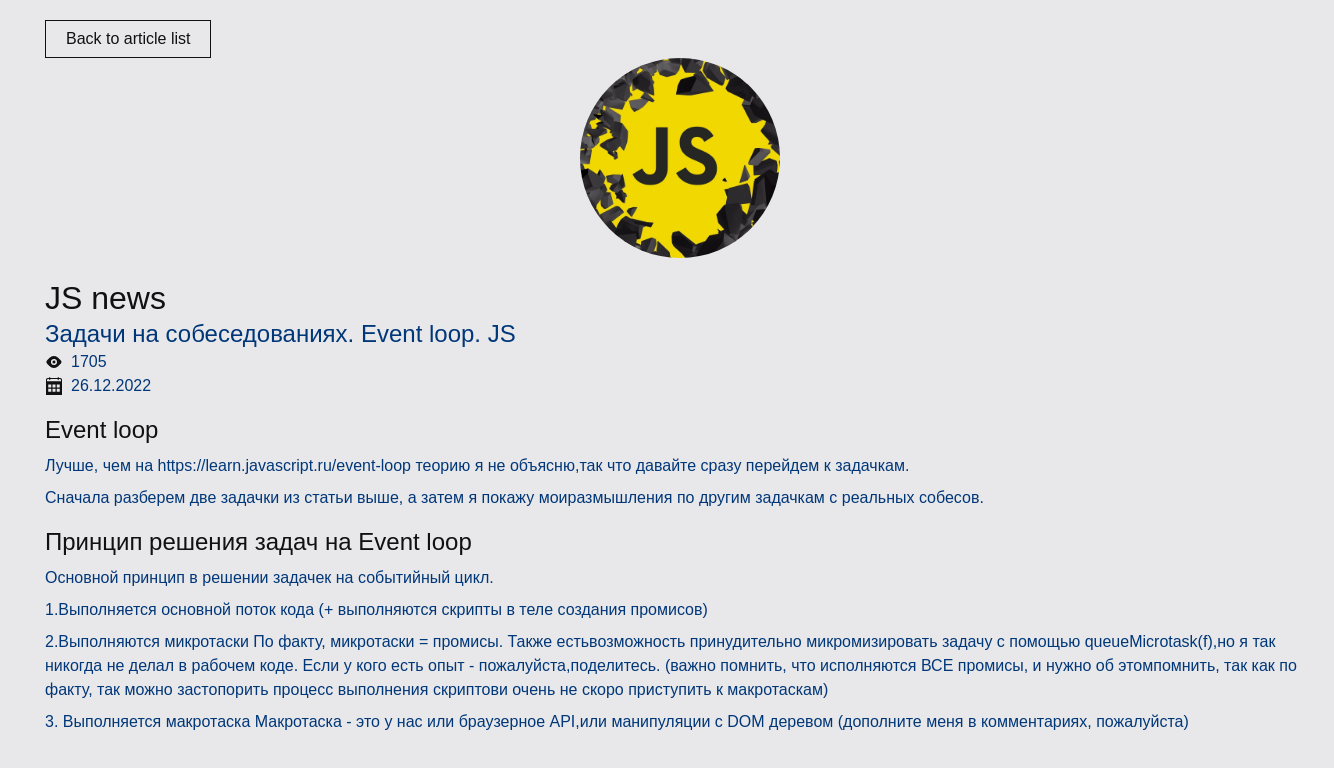 Back to article list
JS
JS news
Задачи на собеседованиях. Event loop. JS
1705
26.12.2022
Event loop
Лучше, чем на https://learn.javascript.ru/event-loop теорию я не объясню,так что давайте сразу перейдем к задачкам.
Сначала разберем две задачки из статьи выше, а затем я покажу моиразмышления по другим задачкам с реальных собесов.
Принцип решения задач на Event loop
Основной принцип в решении задачек на событийный цикл.
1.Выполняется основной поток кода (+ выполняются скрипты в теле создания промисов)
2.Выполняются микротаски По факту, микротаски = промисы. Также естьвозможность принудительно микромизировать задачу с помощью queueMicrotask(f),но я так
никогда не делал в рабочем коде. Если у кого есть опыт - пожалуйста,поделитесь. (важно помнить, что исполняются ВСЕ промисы, и нужно об этомпомнить, так как по
факту, так можно застопорить процесс выполнения скриптови очень не скоро приступить к макротаскам)
3. Выполняется макротаска Макротаска - это у нас или браузерное API,или манипуляции с DOM деревом (дополните меня в комментариях, пожалуйста)